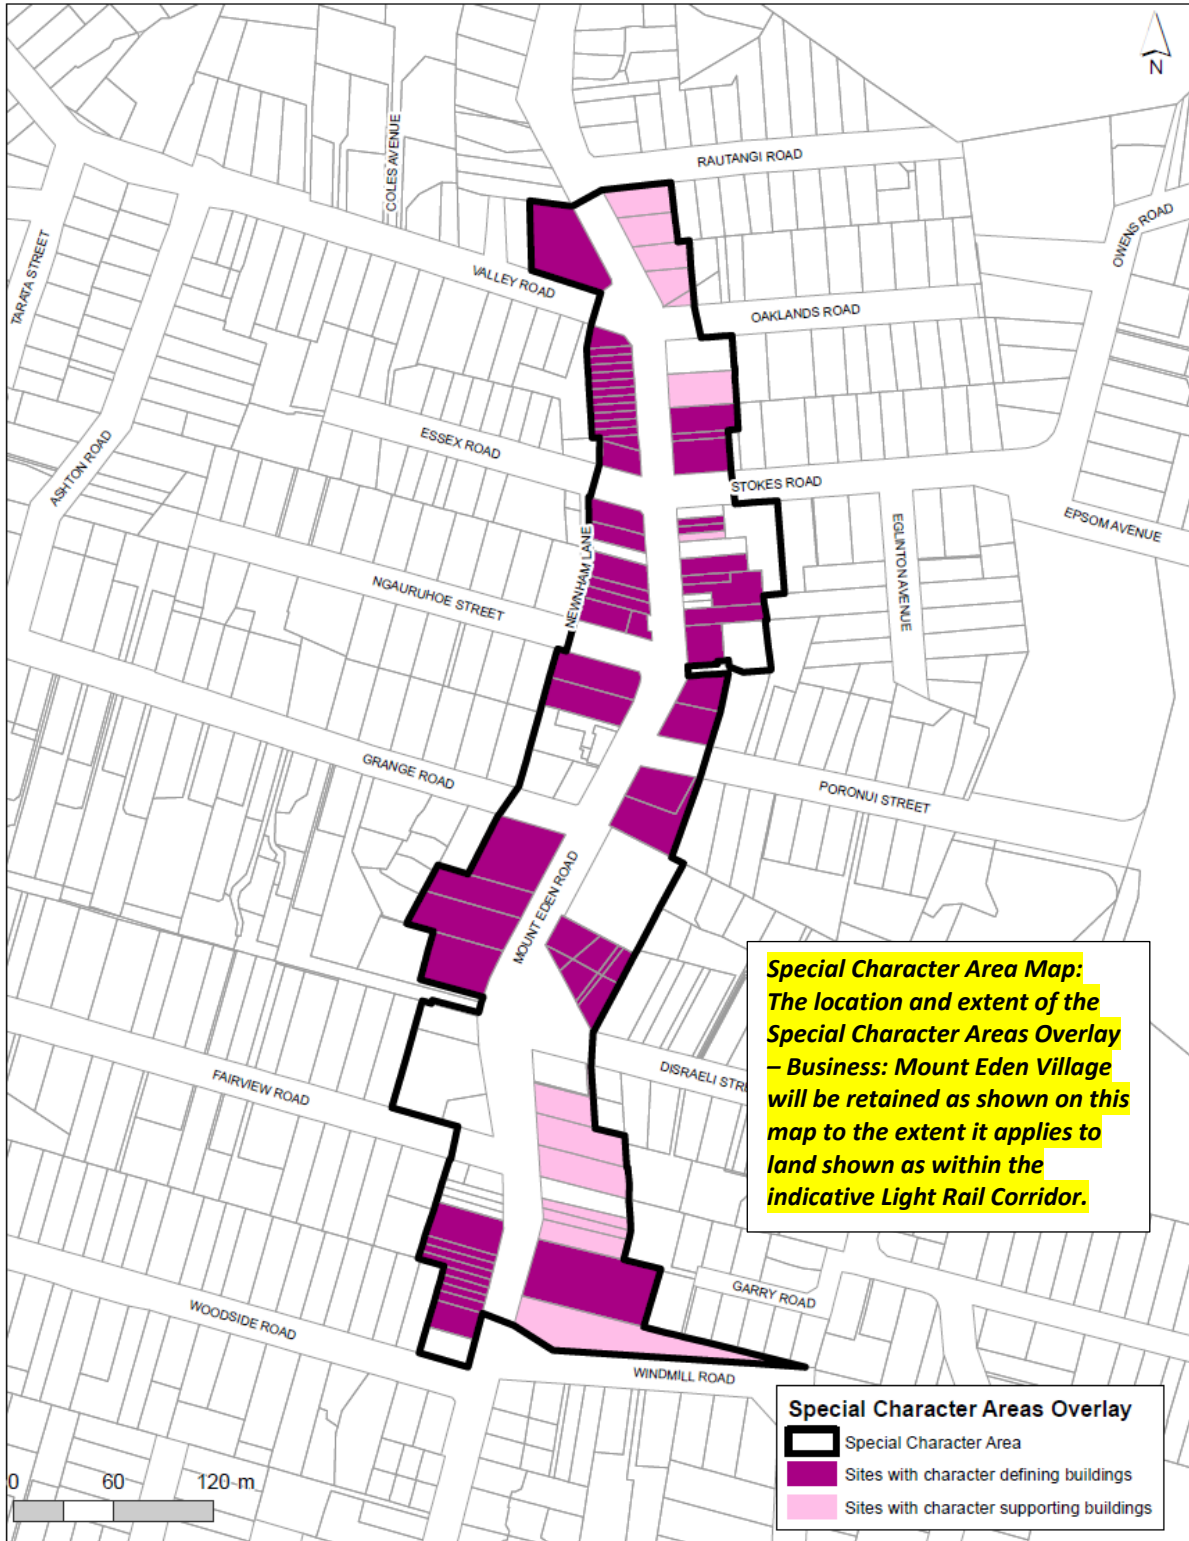 N
RAUTANGI ROAD
COLES AVENUE
OWENS ROAD
TARATA STREET
VALLEY ROAD
OAKLANDS ROAD
ESSEX ROAD
ASHTON ROAD
STOKES ROAD
EPSOM AVENUE
EGLINTON AVENUE
NEWNHAM LANE
NGAURUHOE STREET
GRANGE ROAD
PORONUI STREET
MOUNT EDEN ROAD
Special Character Area Map:
The location and extent of the
Special Character Areas Overlay
– Business: Mount Eden Village
will be retained as shown on this
map to the extent it applies to
land shown as within the
indicative Light Rail Corridor.
DISRAELI STRE
FAIRVIEW ROAD
GARRY ROAD
WOODSIDE ROAD
WINDMILL ROAD
Special Character Areas Overlay
Special Character Area
Sites with character defining buildings
Sites with character supporting buildings
0 60 120 m